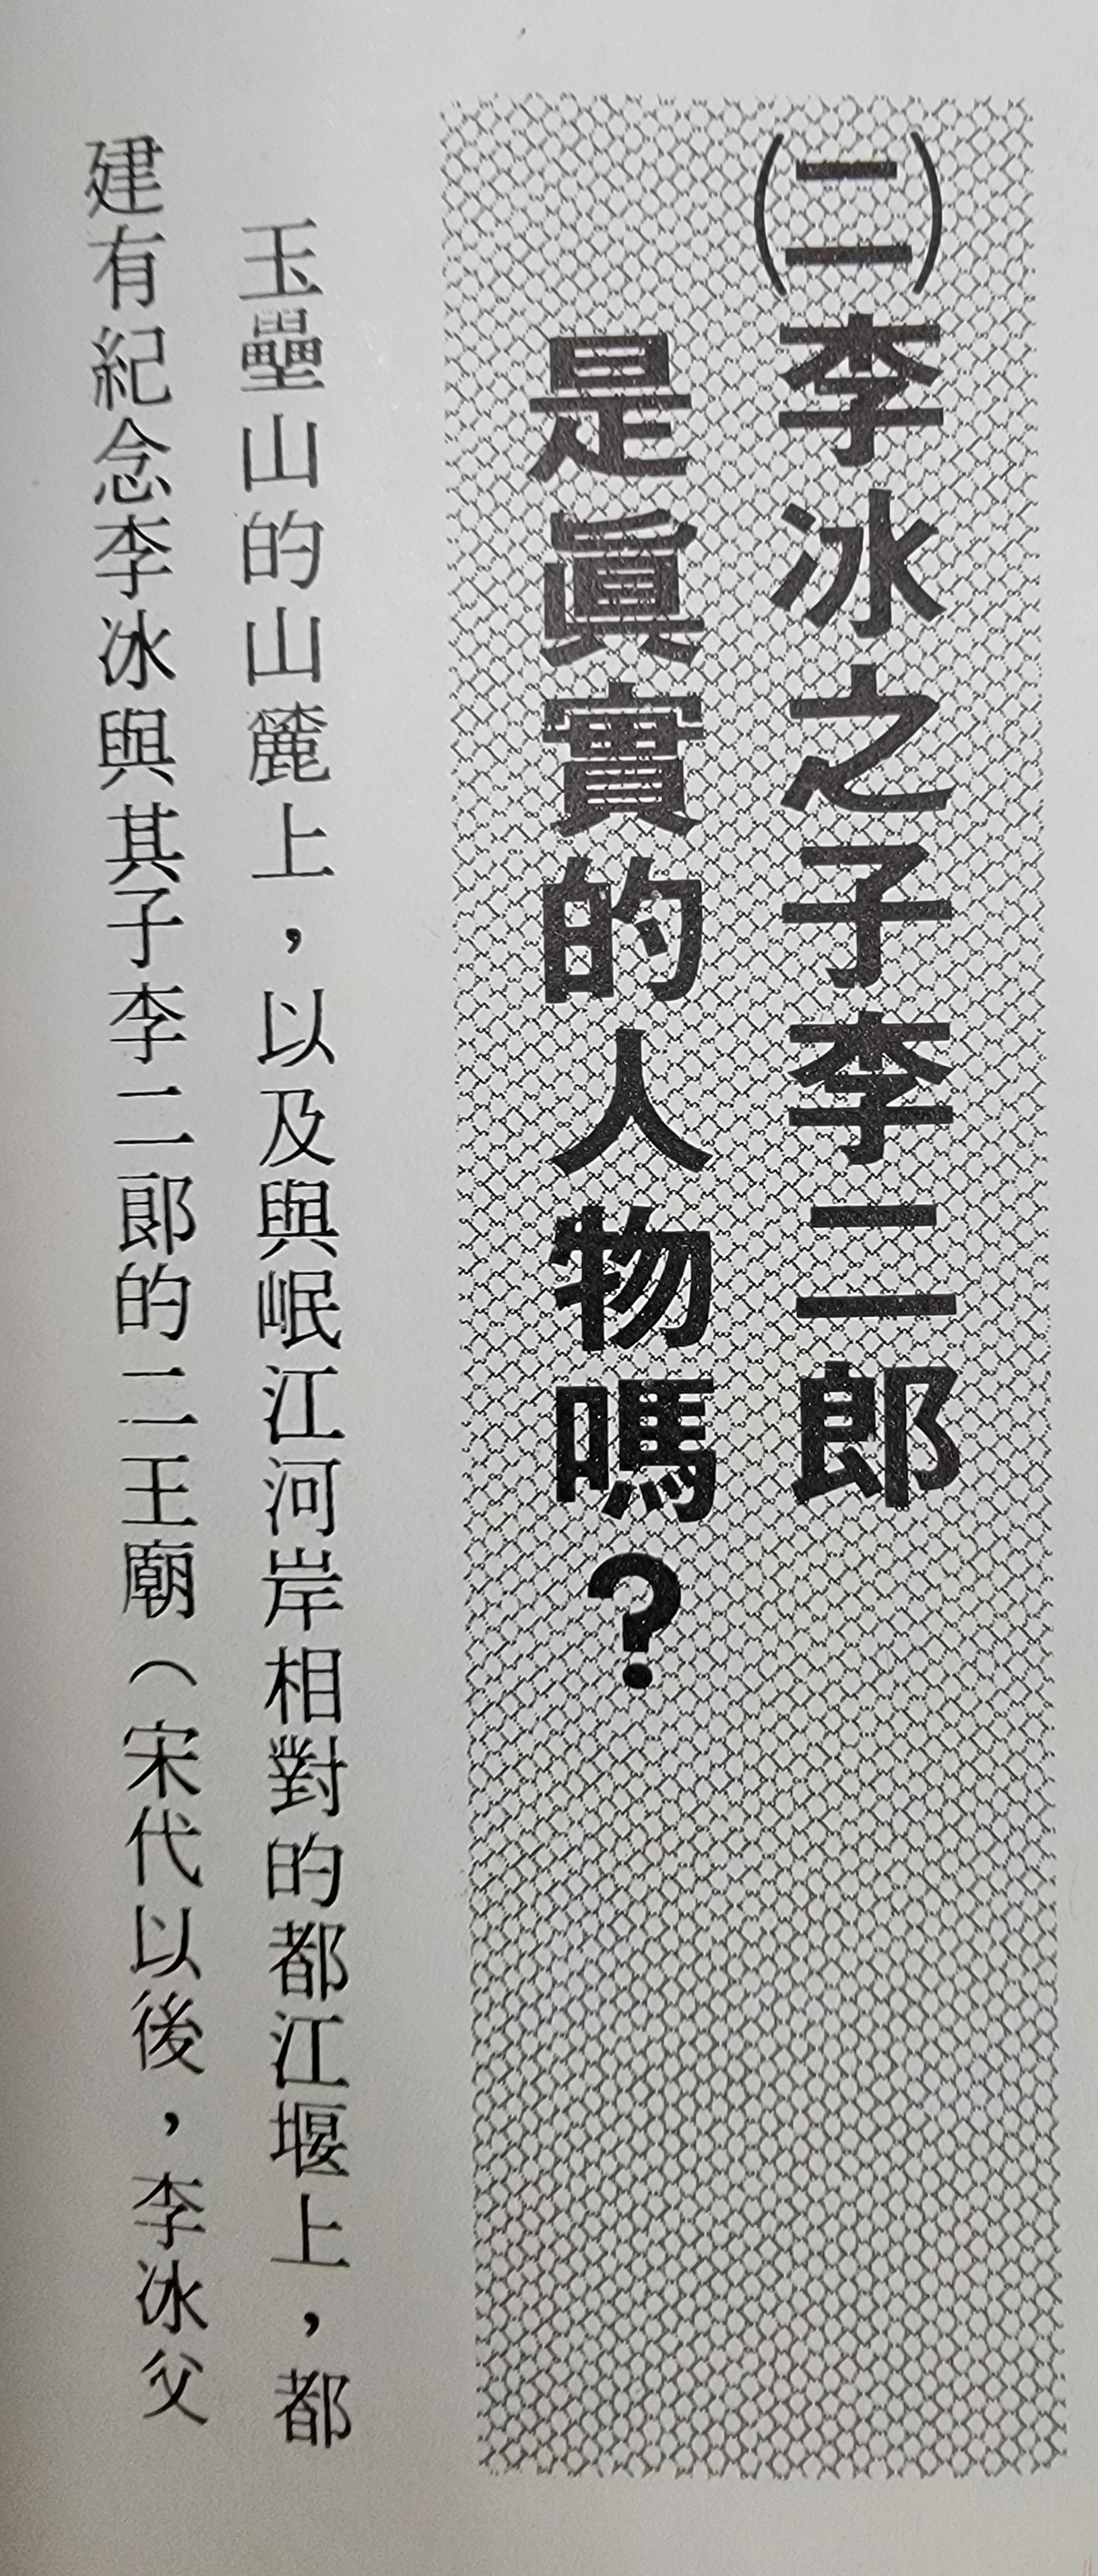 (二)李冰之子李二郎
是眞實的人物嗎？
玉壘山的山麓上，以及與岷江河岸相對的都江堰上，都
建有紀念李冰與其子李二郎的二王廟（宋代以後，李冰父